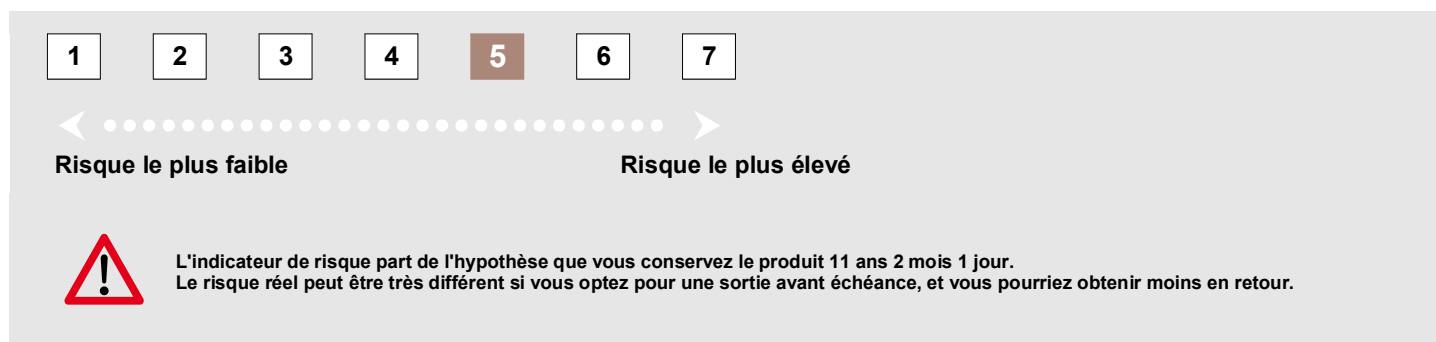 1 2 3 4 5 6 7
Risque le plus faible Risque le plus élevé
L'indicateur de risque part de l'hypothèse que vous conservez le produit 11 ans 2 mois 1 jour.
Le risque réel peut être très différent si vous optez pour une sortie avant échéance, et vous pourriez obtenir moins en retour.